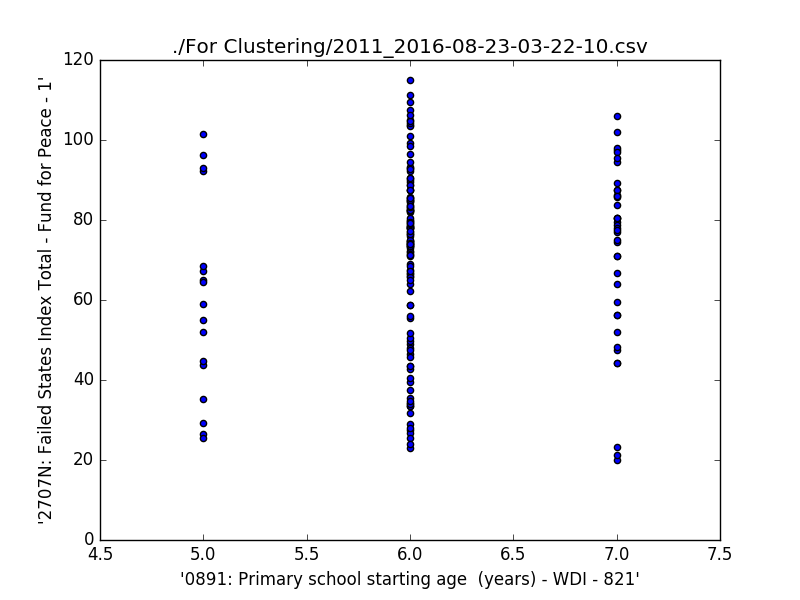 ./For Clustering/2011_2016-08-23-03-22-10.csv
'2707N: Failed States Index Total - Fund for Peace - 1'
120
100
80
60
40
20
0
4.5 5.0 5.5 6.0 6.5 7.0 7.5
'0891: Primary school starting age  (years) - WDI - 821'